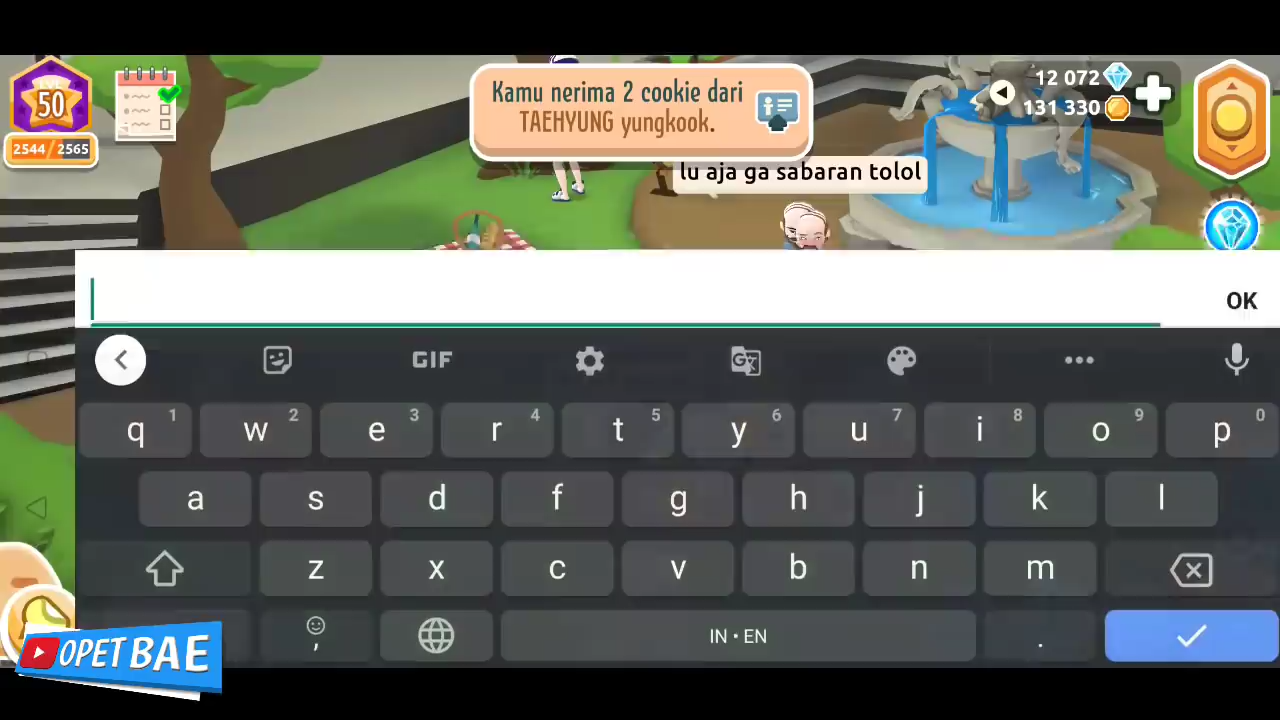 50
2544 / 2565
Kamu nerima 2 cookie dari
TAEHYUNG yungkook.
12 072
131 330
lu aja ga sabaran tolol
OK
GIF
q 1 w 2 e 3 r 4 t 5 y 6 u 7 i 8 o 9 p 0
a s d f g h j k l
z x c v b n m
, IN • EN .
OPET BAE